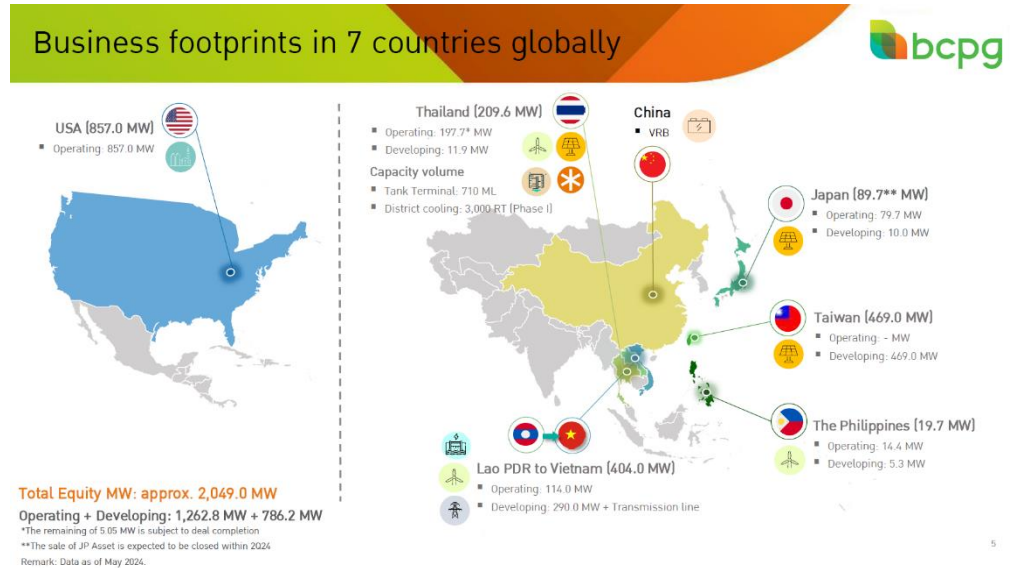 Business footprints in 7 countries globally
bcpg
USA (857.0 MW)
▪ Operating: 857.0 MW
Thailand (209.6 MW)
▪ Operating: 197.7* MW
▪ Developing: 11.9 MW
Capacity volume
▪ Tank Terminal: 710 ML
▪ District cooling: 3,000 RT (Phase I)
China
▪ VRB
Japan (89.7** MW)
▪ Operating: 79.7 MW
▪ Developing: 10.0 MW
Taiwan (469.0 MW)
▪ Operating: - MW
▪ Developing: 469.0 MW
The Philippines (19.7 MW)
▪ Operating: 14.4 MW
▪ Developing: 5.3 MW
Lao PDR to Vietnam (404.0 MW)
▪ Operating: 114.0 MW
▪ Developing: 290.0 MW + Transmission line
Total Equity MW: approx. 2,049.0 MW
Operating + Developing: 1,262.8 MW + 786.2 MW
*The remaining of 5.05 MW is subject to deal completion
**The sale of JP Asset is expected to be closed within 2024
Remark: Data as of May 2024.
5